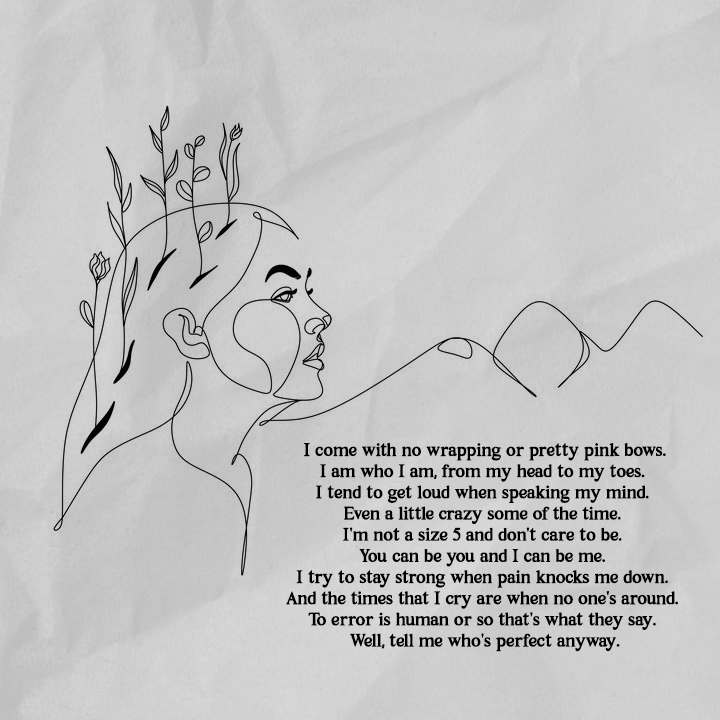 I come with no wrapping or pretty pink bows.
I am who I am, from my head to my toes.
I tend to get loud when speaking my mind.
Even a little crazy some of the time.
I'm not a size 5 and don't care to be.
You can be you and I can be me.
I try to stay strong when pain knocks me down.
And the times that I cry are when no one's around.
To error is human or so that's what they say.
Well, tell me who's perfect anyway.